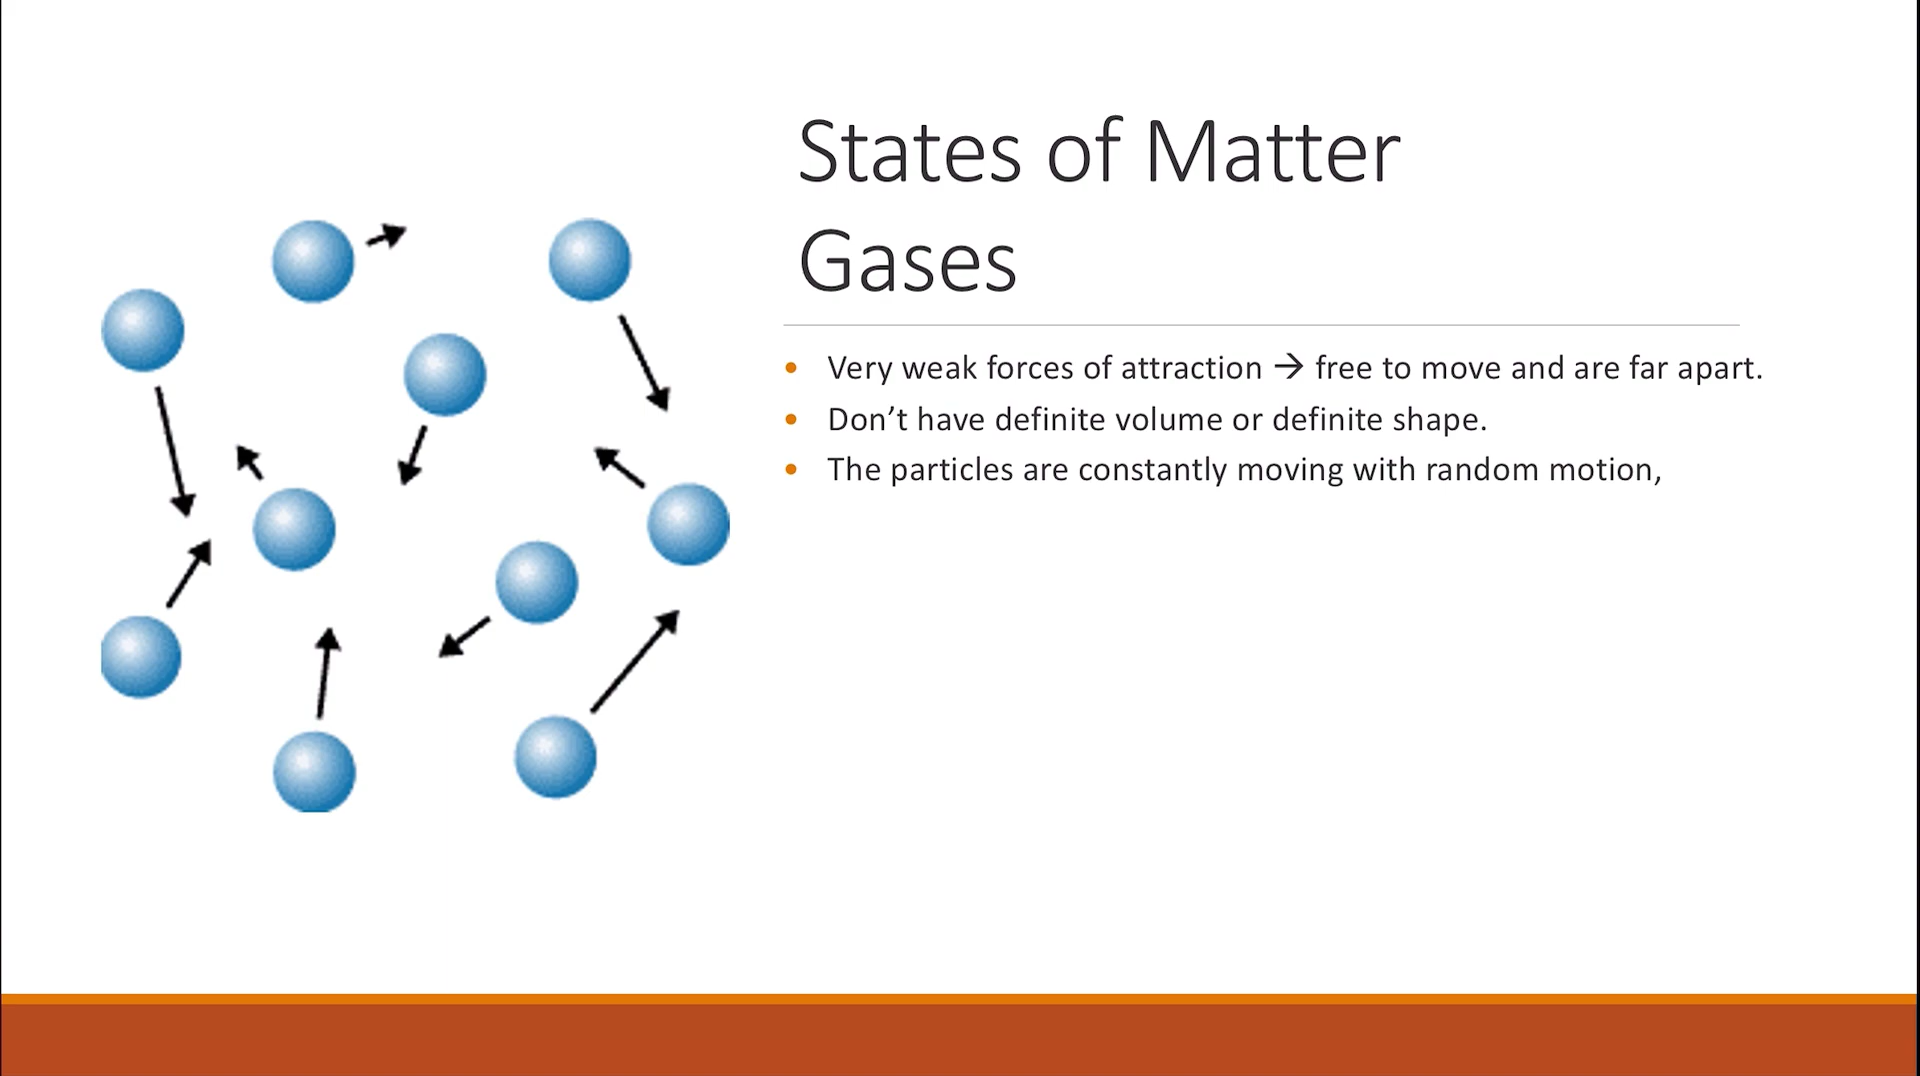 States of Matter
Gases
• Very weak forces of attraction → free to move and are far apart.
• Don’t have definite volume or definite shape.
• The particles are constantly moving with random motion,